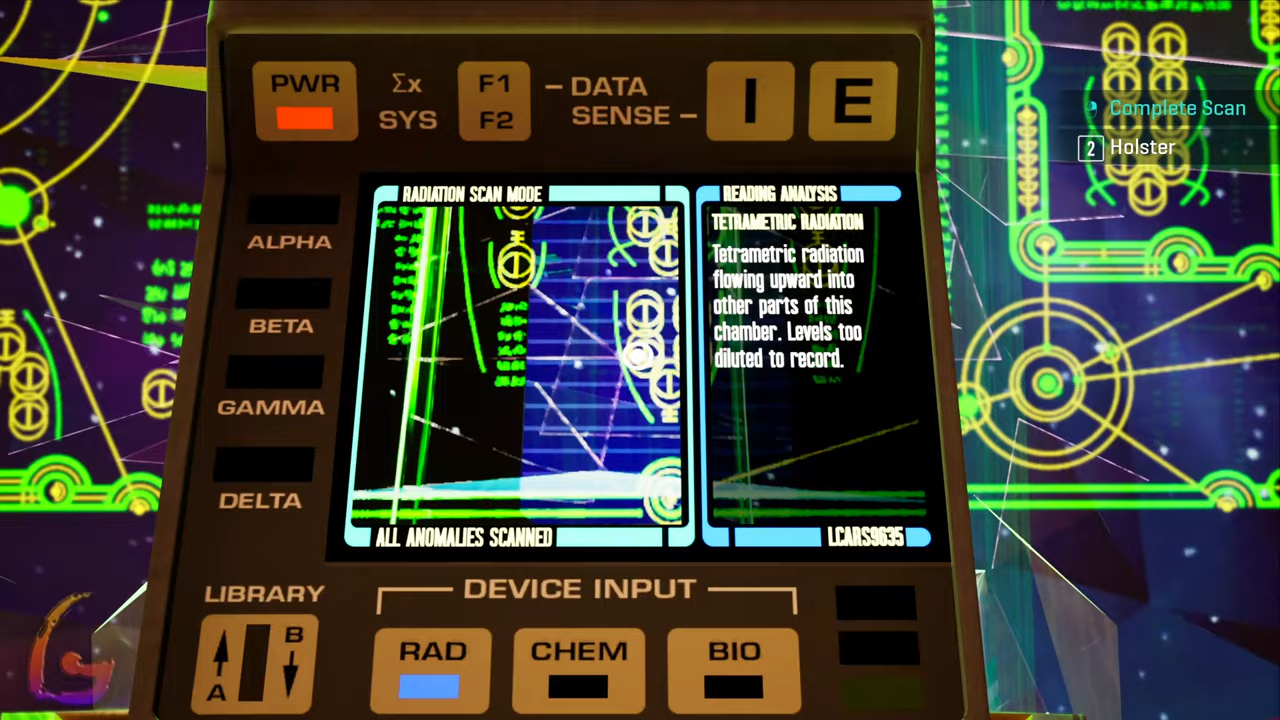 PWR
Σx
SYS
F1
F2
– DATA
SENSE –
I
E
Complete Scan
2 Holster
ALPHA
BETA
GAMMA
DELTA
RADIATION SCAN MODE
ALL ANOMALIES SCANNED
READING ANALYSIS
TETRAMETRIC RADIATION
Tetrametric radiation
flowing upward into
other parts of this
chamber. Levels too
diluted to record.
LCARS9635
LIBRARY
A
B
DEVICE INPUT
RAD
CHEM
BIO